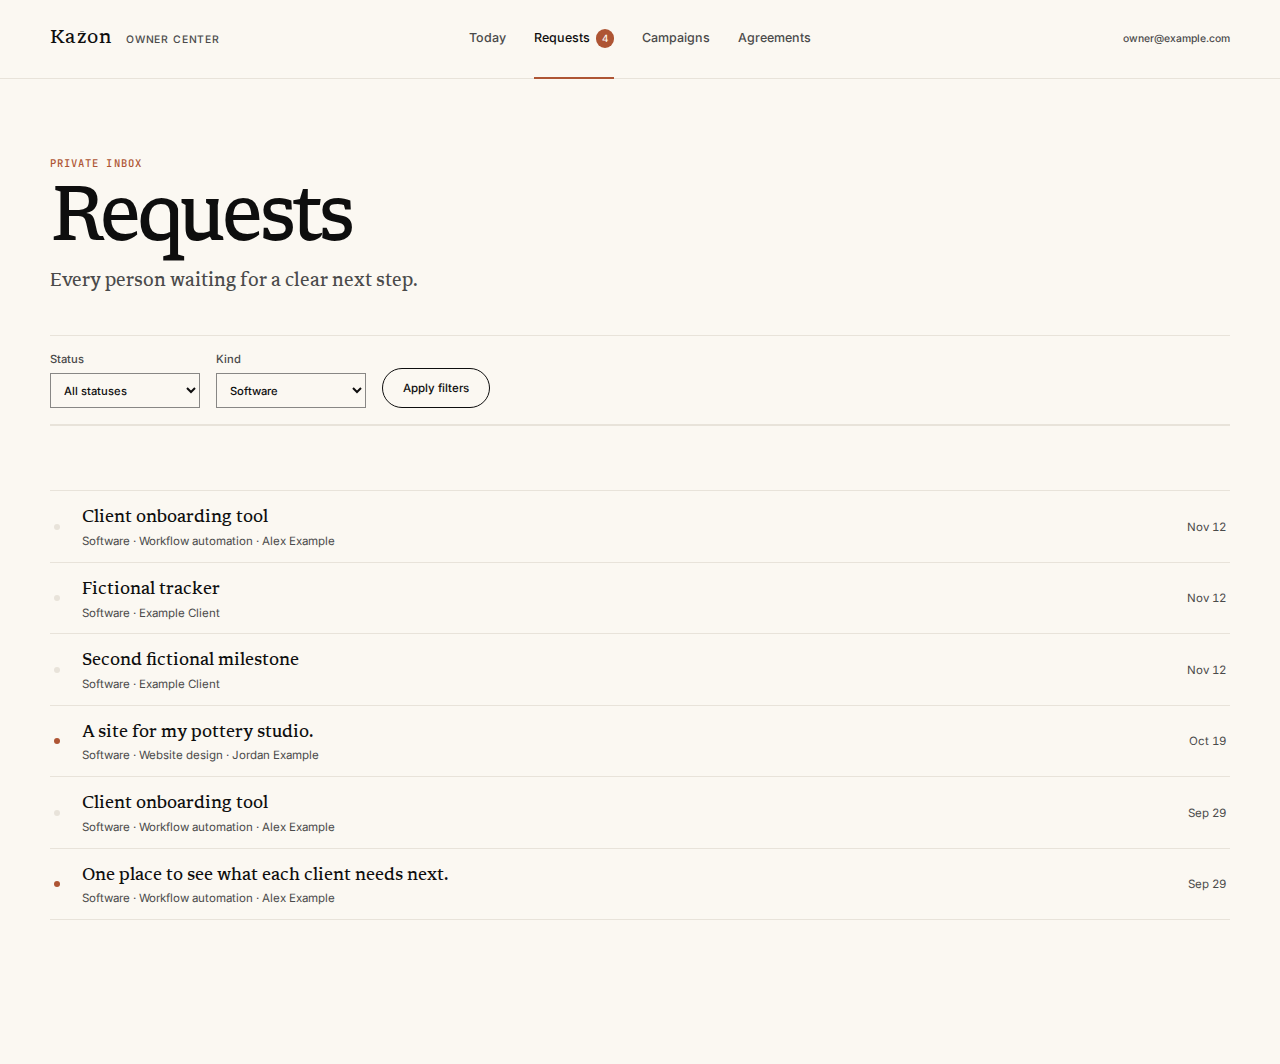 Kažon OWNER CENTER
Today Requests 4 Campaigns Agreements
owner@example.com
PRIVATE INBOX
Requests
Every person waiting for a clear next step.
Status Kind
All statuses Software Apply filters
Client onboarding tool
Software · Workflow automation · Alex Example
Nov 12
Fictional tracker
Software · Example Client
Nov 12
Second fictional milestone
Software · Example Client
Nov 12
A site for my pottery studio.
Software · Website design · Jordan Example
Oct 19
Client onboarding tool
Software · Workflow automation · Alex Example
Sep 29
One place to see what each client needs next.
Software · Workflow automation · Alex Example
Sep 29